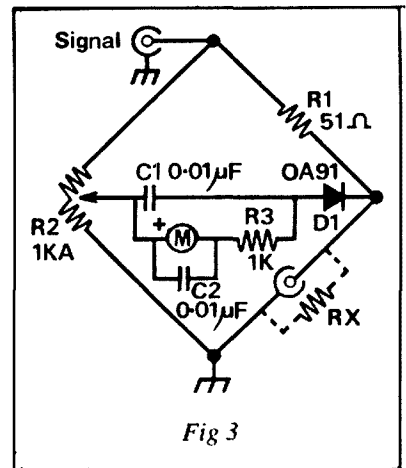 Signal
R1
51Ω
C1 0·01µF
OA91
R2
1KA
+
M
R3
1K
D1
C2
0·01µF
RX
Fig 3